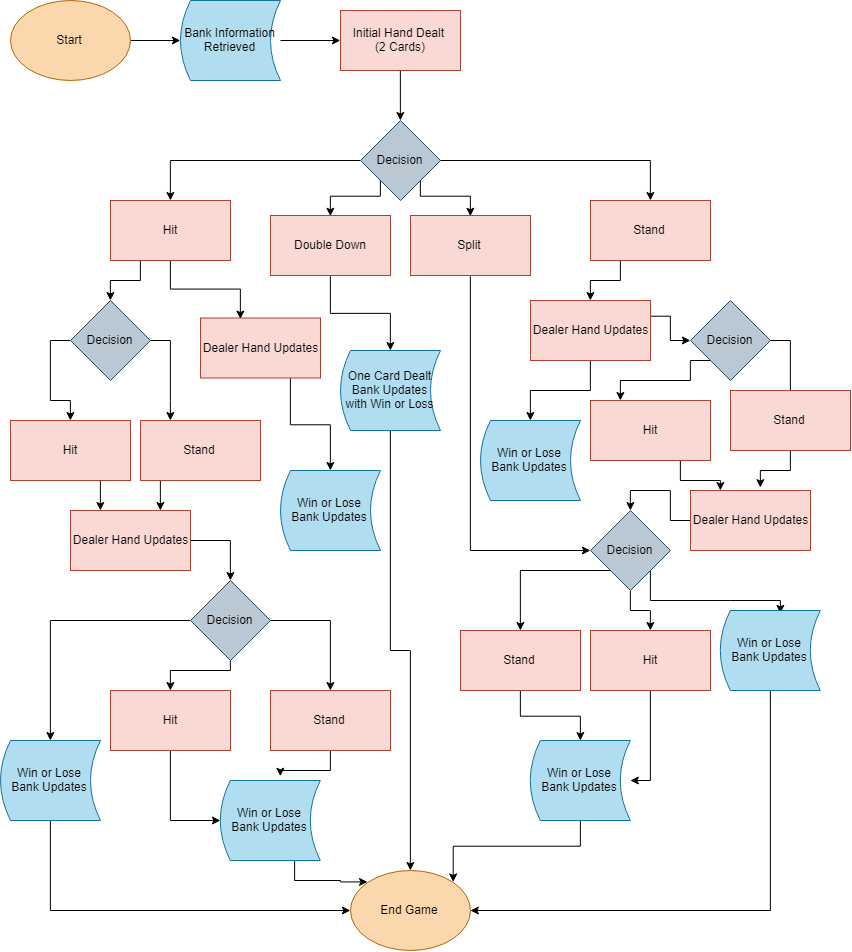 Start
Bank Information
Retrieved
Initial Hand Dealt
(2 Cards)
Decision
Hit
Double Down
Split
Stand
Decision
Dealer Hand Updates
Dealer Hand Updates
Decision
One Card Dealt
Bank Updates
with Win or Loss
Hit
Stand
Win or Lose
Bank Updates
Hit
Stand
Win or Lose
Bank Updates
Dealer Hand Updates
Dealer Hand Updates
Decision
Decision
Stand
Hit
Win or Lose
Bank Updates
Hit
Stand
Win or Lose
Bank Updates
Win or Lose
Bank Updates
Win or Lose
Bank Updates
End Game